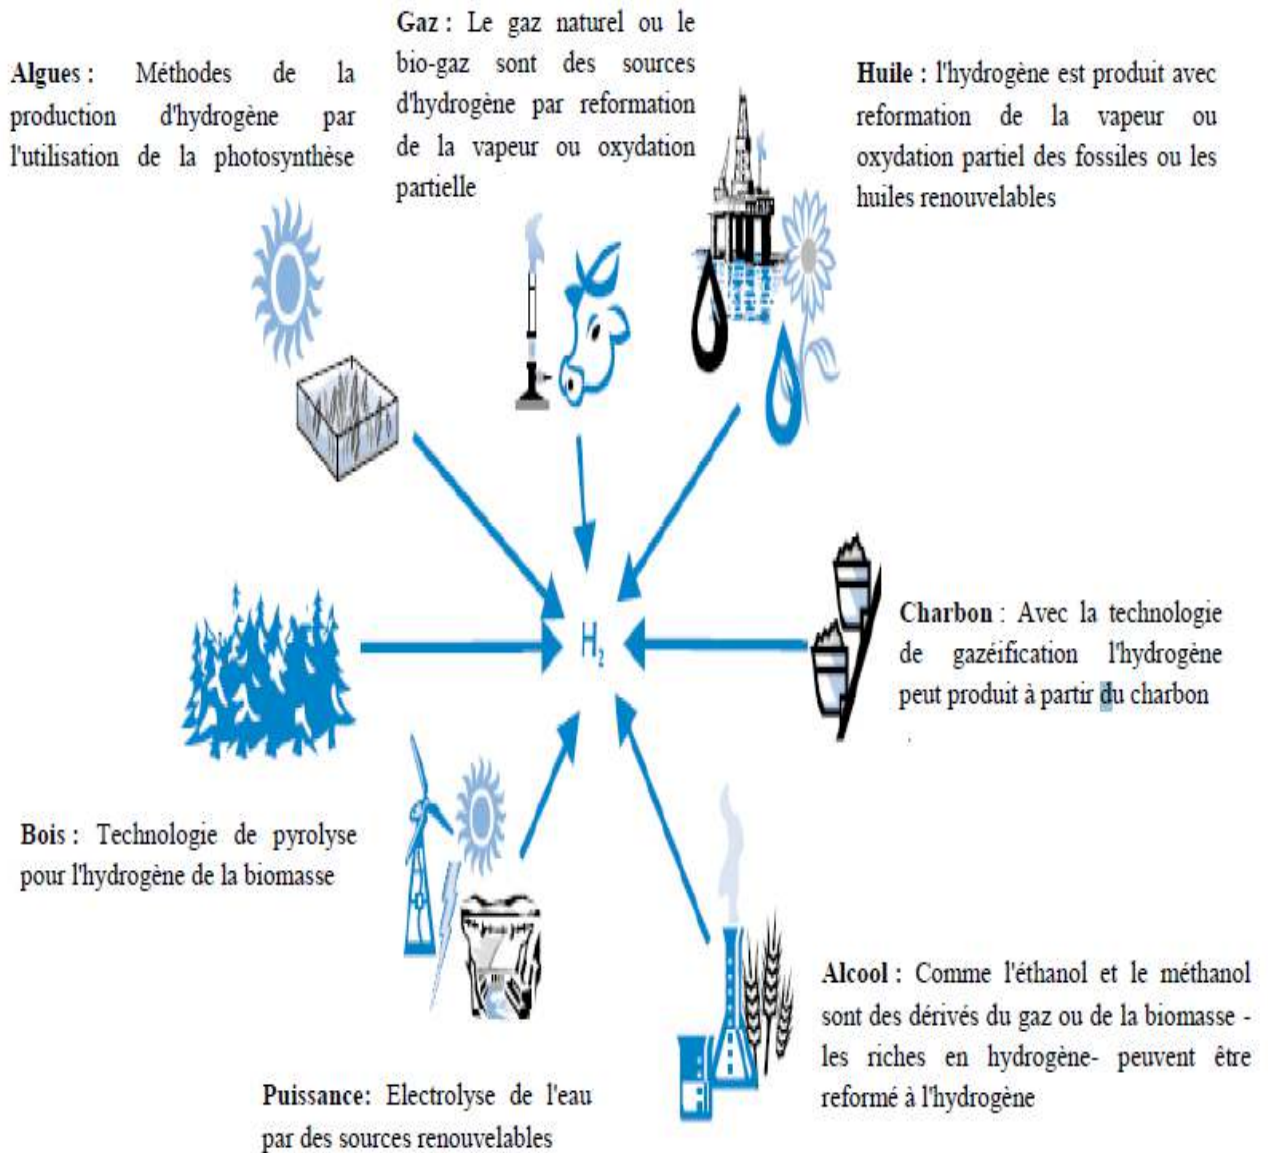 Algues : Méthodes de la
production d'hydrogène par
l'utilisation de la photosynthèse
Gaz : Le gaz naturel ou le
bio-gaz sont des sources
d'hydrogène par reformation
de la vapeur ou oxydation
partielle
Huile : l'hydrogène est produit avec
reformation de la vapeur ou
oxydation partiel des fossiles ou les
huiles renouvelables
H₂
Charbon : Avec la technologie
de gazéification l'hydrogène
peut produit à partir du charbon
.
Bois : Technologie de pyrolyse
pour l'hydrogène de la biomasse
Alcool : Comme l'éthanol et le méthanol
sont des dérivés du gaz ou de la biomasse -
les riches en hydrogène- peuvent être
reformé à l'hydrogène
Puissance: Electrolyse de l'eau
par des sources renouvelables